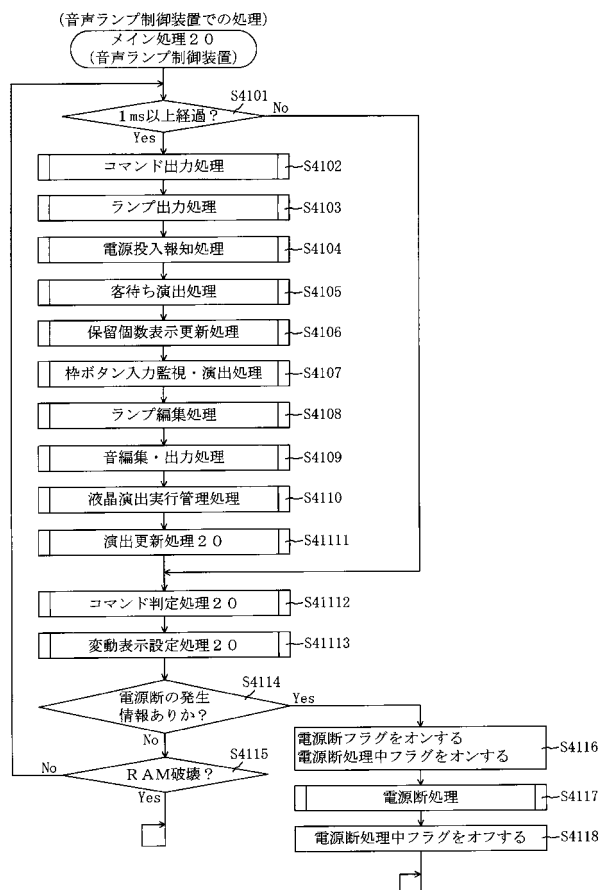 (音声ランプ制御装置での処理)
メイン処理20
(音声ランプ制御装置)
S4101
1ms以上経過?
No
Yes
コマンド出力処理
S4102
ランプ出力処理
S4103
電源投入報知処理
S4104
客待ち演出処理
S4105
保留個数表示更新処理
S4106
枠ボタン入力監視・演出処理
S4107
ランプ編集処理
S4108
音編集・出力処理
S4109
液晶演出実行管理処理
S4110
演出更新処理20
S41111
コマンド判定処理20
S41112
変動表示設定処理20
S41113
S4114
電源断の発生
情報ありか?
Yes
No
S4115
RAM破壊?
No
Yes
電源断フラグをオンする
電源断処理中フラグをオンする
S4116
電源断処理
S4117
電源断処理中フラグをオフする
S4118